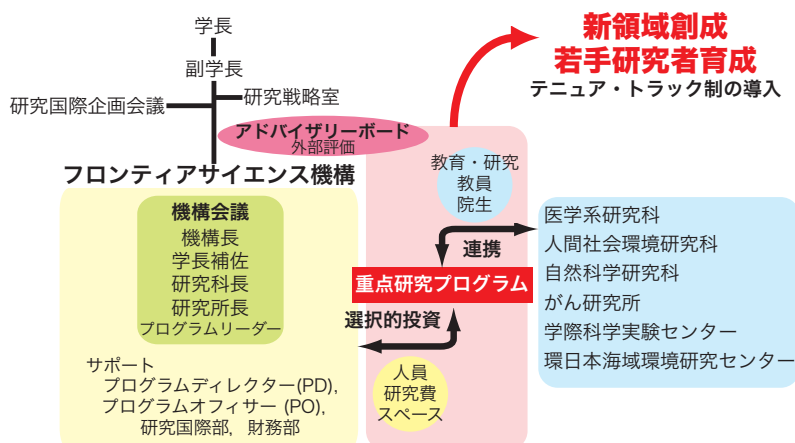 学長
副学長
研究国際企画会議
研究戦略室
アドバイザリーボード
外部評価
フロンティアサイエンス機構
機構会議
機構長
学長補佐
研究科長
研究所長
プログラムリーダー
サポート
プログラムディレクター(PD),
プログラムオフィサー (PO),
研究国際部, 財務部
新領域創成
若手研究者育成
テニュア・トラック制の導入
教育・研究
教員
院生
連携
重点研究プログラム
選択的投資
人員
研究費
スペース
医学系研究科
人間社会環境研究科
自然科学研究科
がん研究所
学際科学実験センター
環日本海域環境研究センター